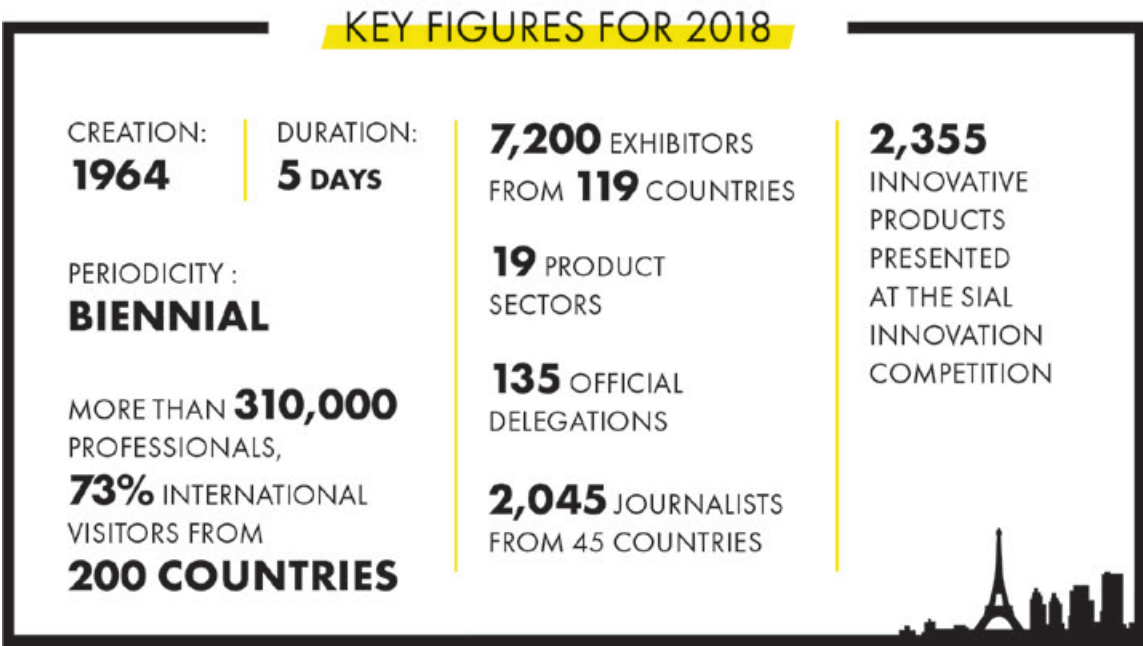 KEY FIGURES FOR 2018
CREATION:
1964
DURATION:
5 DAYS
PERIODICITY :
BIENNIAL
MORE THAN 310,000
PROFESSIONALS,
73% INTERNATIONAL
VISITORS FROM
200 COUNTRIES
7,200 EXHIBITORS
FROM 119 COUNTRIES
19 PRODUCT
SECTORS
135 OFFICIAL
DELEGATIONS
2,045 JOURNALISTS
FROM 45 COUNTRIES
2,355
INNOVATIVE
PRODUCTS
PRESENTED
AT THE SIAL
INNOVATION
COMPETITION